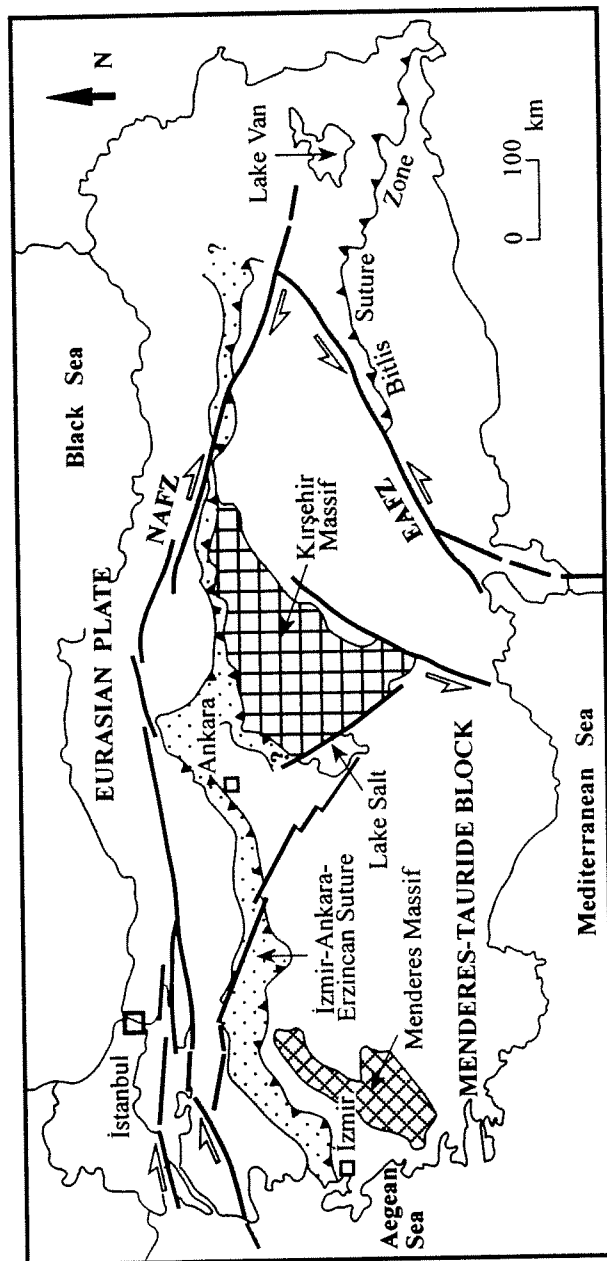 Black Sea
N
EURASIAN PLATE
NAFZ
İstanbul
Ankara
?
?
Lake Van
Kırşehir
Massif
Suture
Zone
Bitlis
EAFZ
İzmir-Ankara-
Erzincan Suture
Lake Salt
İzmir
Menderes Massif
Aegean
Sea
MENDERES-TAURIDE BLOCK
Mediterranean Sea
0 100
km